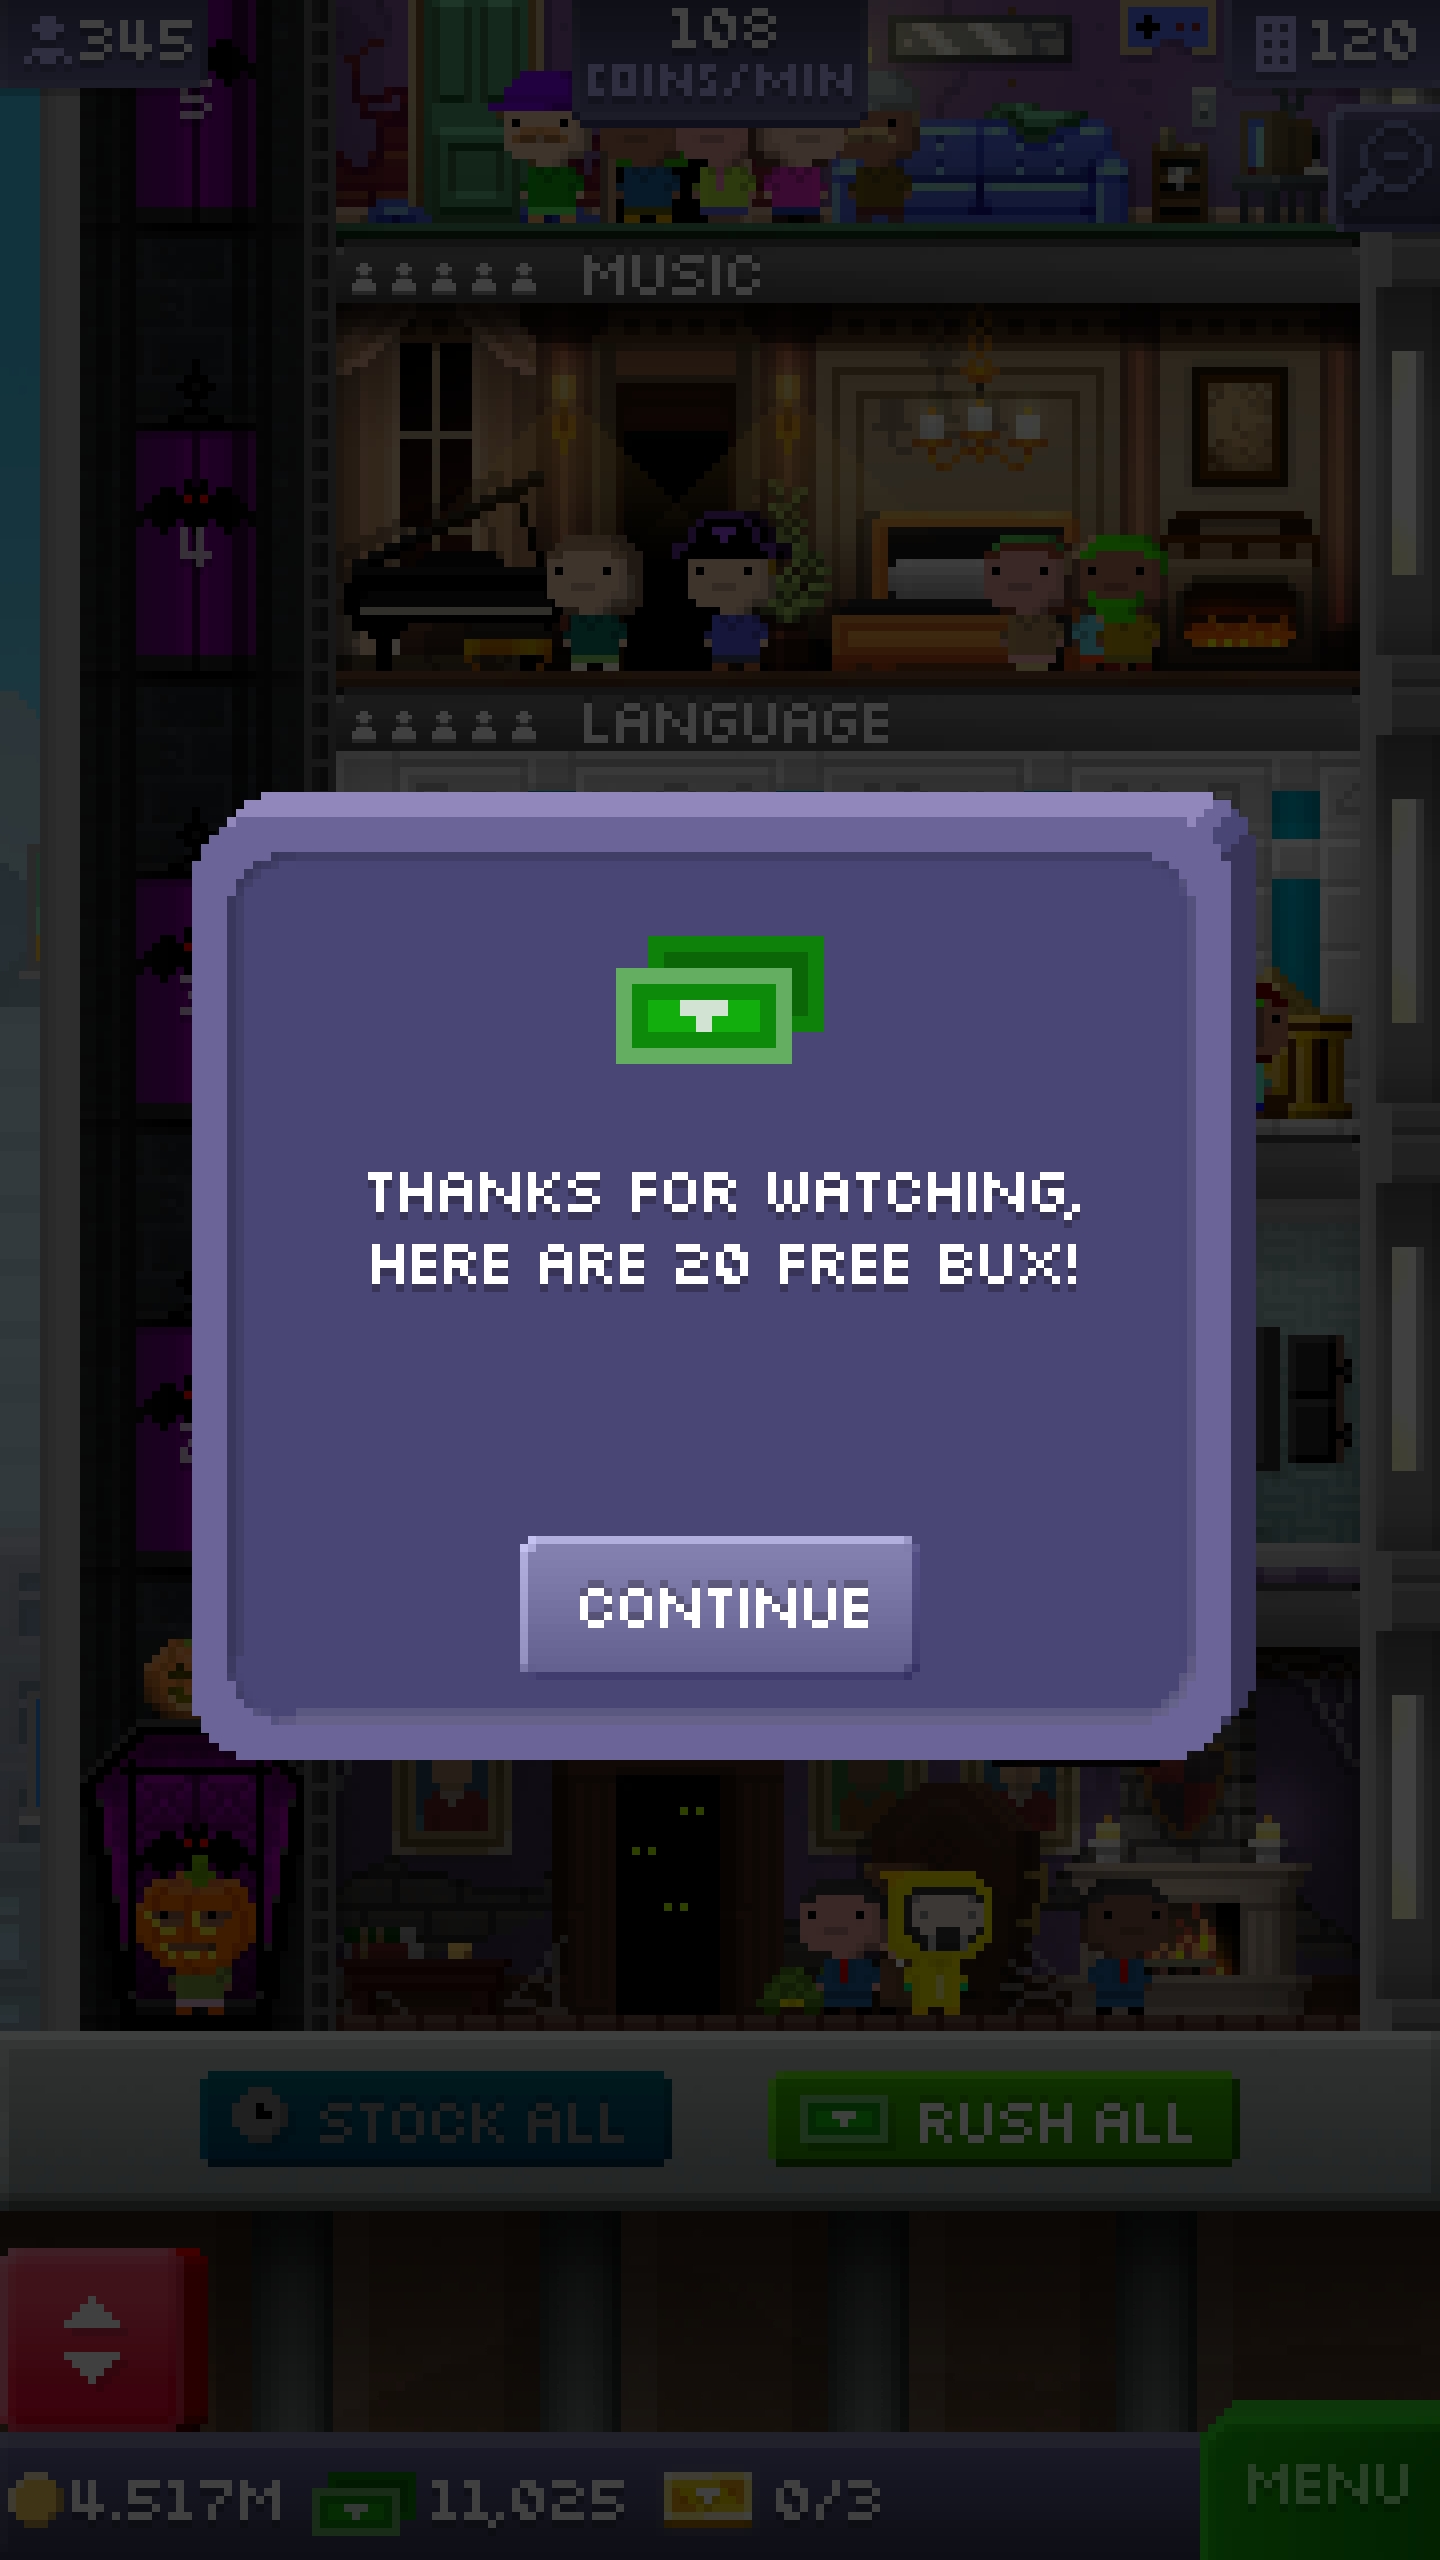 345
108
COINS/MIN
120
5
MUSIC
4
LANGUAGE
THANKS FOR WATCHING,
HERE ARE 20 FREE BUX!
CONTINUE
STOCK ALL
RUSH ALL
4.517M
11,025
0/3
MENU